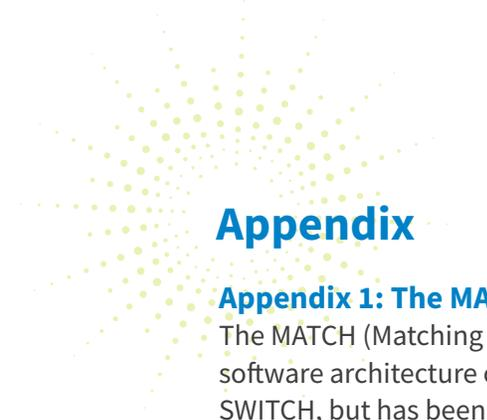 Appendix
Appendix 1: The MA
The MATCH (Matching
software architecture
SWITCH, but has been